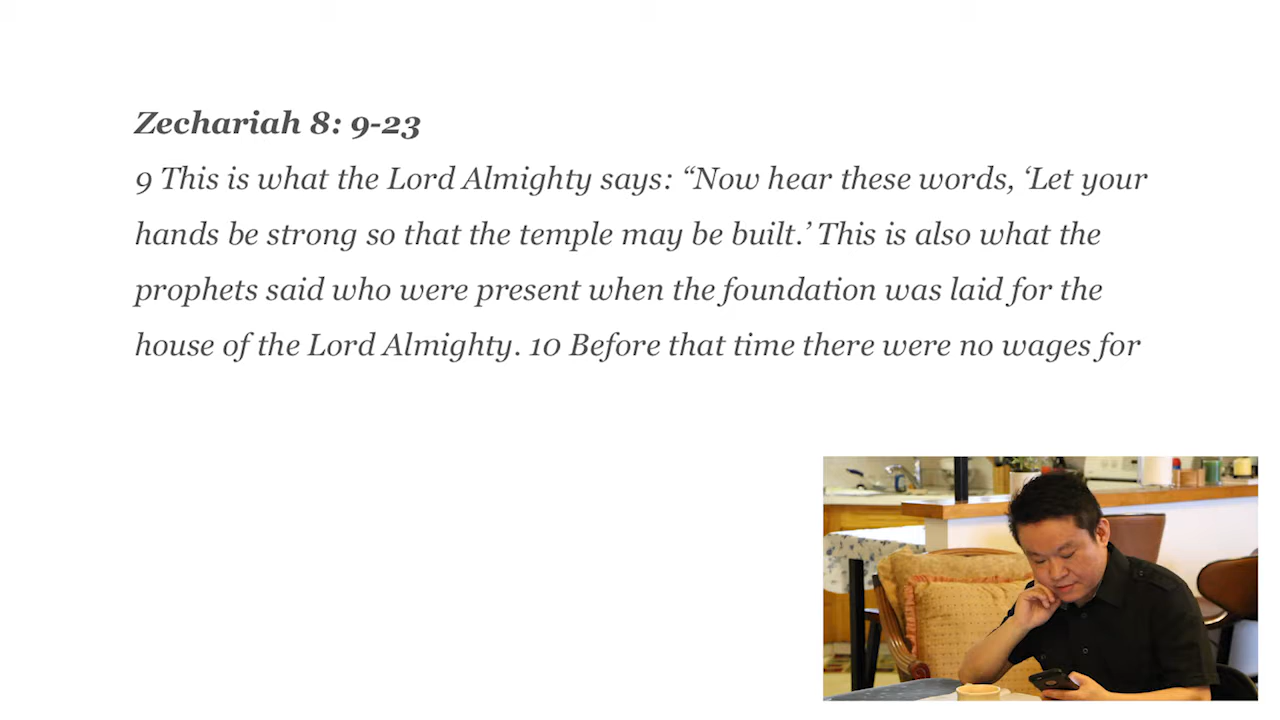 Zechariah 8: 9-23
9 This is what the Lord Almighty says: “Now hear these words, ‘Let your
hands be strong so that the temple may be built.’ This is also what the
prophets said who were present when the foundation was laid for the
house of the Lord Almighty. 10 Before that time there were no wages for